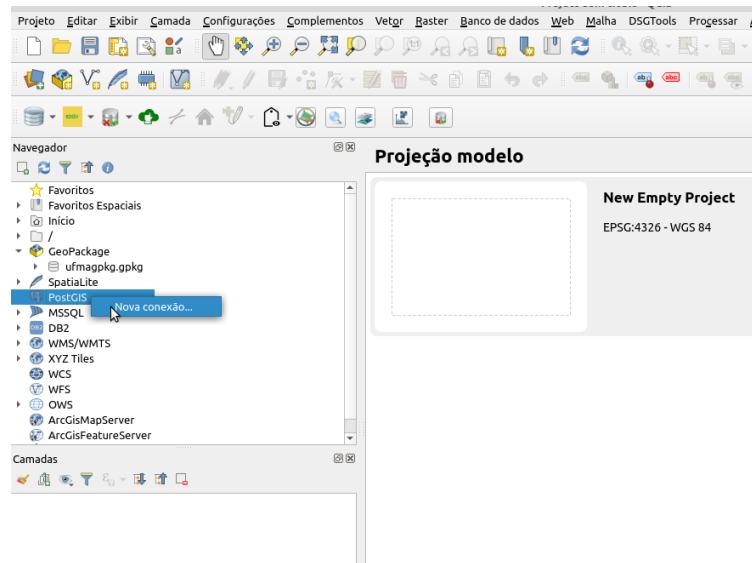 Projeto Editar Exibir Camada Configurações Complementos Vetor Raster Banco de dados Web Malha DSGTools Progessar
Navegador
Favoritos
Favoritos Espaciais
Início
/
GeoPackage
ufmagpkg.gpkg
SpatiaLite
PostGIS
Nova conexão...
MSSQL
DB2
WMS/WMTS
XYZ Tiles
WCS
WFS
OWS
ArcGisMapServer
ArcGisFeatureServer
Camadas
Projeção modelo
New Empty Project
EPSG:4326 - WGS 84